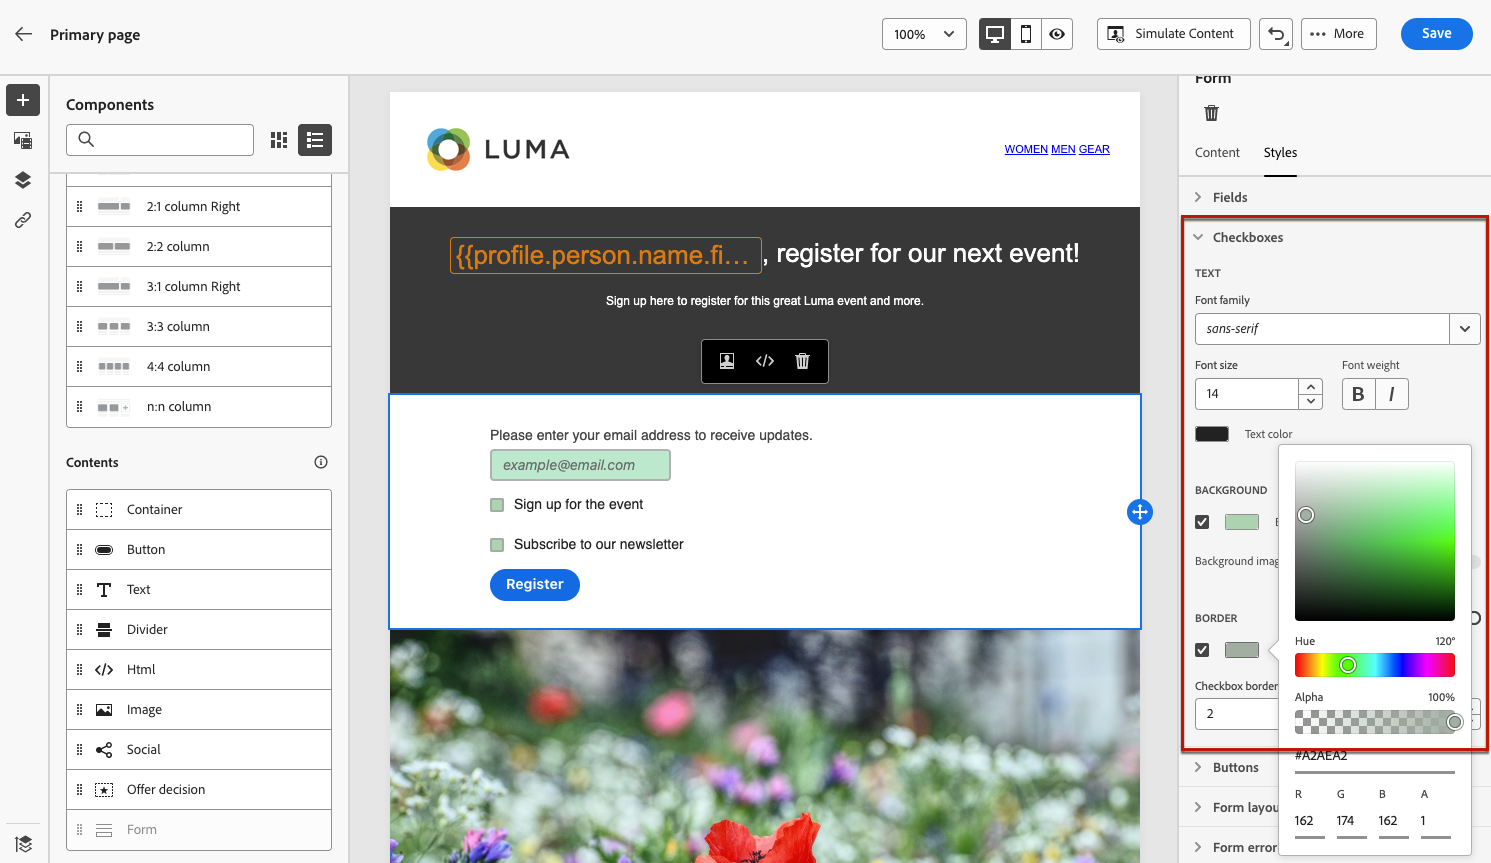 Primary page
100%
Simulate Content
More
Save
Components
2:1 column Right
2:2 column
3:1 column Right
3:3 column
4:4 column
n:n column
Contents
Container
Button
Text
Divider
Html
Image
Social
Offer decision
Form
LUMA
WOMEN MEN GEAR
{{profile.person.name.fi... , register for our next event!
Sign up here to register for this great Luma event and more.
Please enter your email address to receive updates.
example@email.com
Sign up for the event
Subscribe to our newsletter
Register
Form
Content Styles
Fields
Checkboxes
TEXT
Font family
sans-serif
Font size Font weight
14 B I
Text color
BACKGROUND
Background imag
BORDER
Checkbox border
2
Hue 120°
Alpha 100%
#A2AEA2
R G B A
162 174 162 1
Buttons
Form layou
Form error